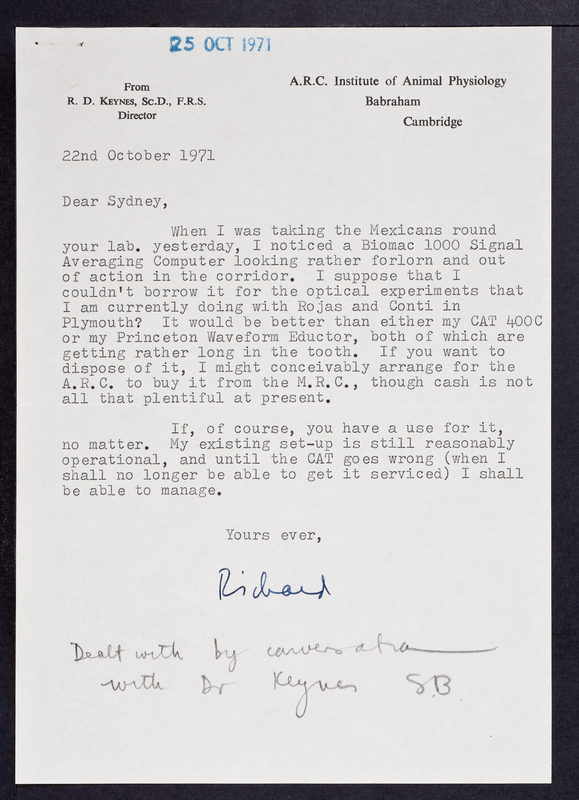 25 OCT 1971
From
R. D. KEYNES, SC.D., F.R.S.
Director
A.R.C. Institute of Animal Physiology
Babraham
Cambridge
22nd October 1971
Dear Sydney,
When I was taking the Mexicans round
your lab. yesterday, I noticed a Biomac 1000 Signal
Averaging Computer looking rather forlorn and out
of action in the corridor. I suppose that I
couldn't borrow it for the optical experiments that
I am currently doing with Rojas and Conti in
Plymouth? It would be better than either my CAT 400C
or my Princeton Waveform Eductor, both of which are
getting rather long in the tooth. If you want to
dispose of it, I might conceivably arrange for the
A.R.C. to buy it from the M.R.C., though cash is not
all that plentiful at present.
If, of course, you have a use for it,
no matter. My existing set-up is still reasonably
operational, and until the CAT goes wrong (when I
shall no longer be able to get it serviced) I shall
be able to manage.
Yours ever,
Richard
Dealt with by conversation
with Dr Keynes SB